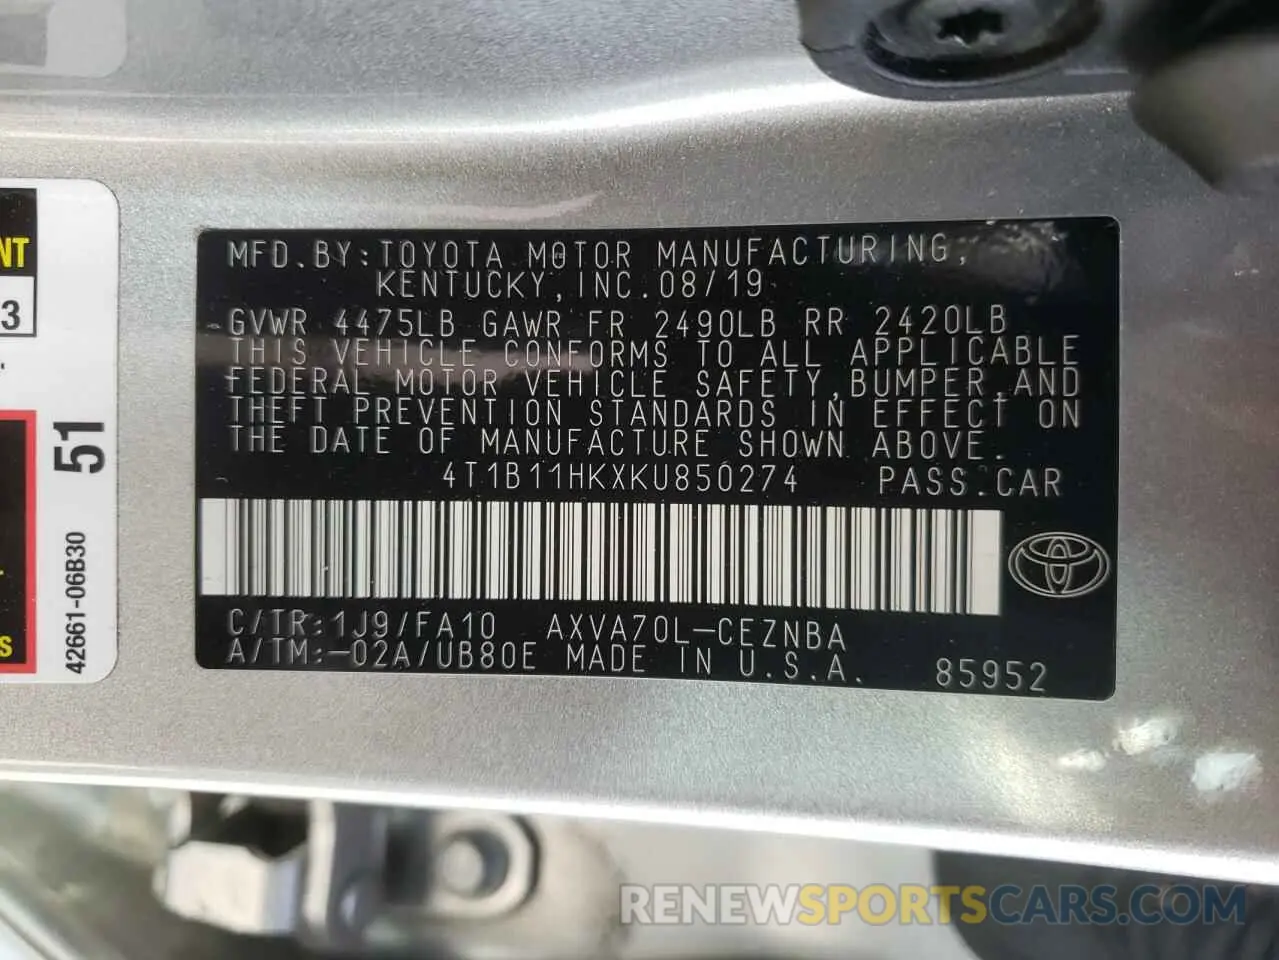 NT
3
51
42661-06B30
S
MFD.BY:TOYOTA MOTOR MANUFACTURING,
KENTUCKY,INC.08/19
GVWR 4475LB GAWR FR 2490LB RR 2420LB
THIS VEHICLE CONFORMS TO ALL APPLICABLE
FEDERAL MOTOR VEHICLE SAFETY,BUMPER,AND
THEFT PREVENTION STANDARDS IN EFFECT ON
THE DATE OF MANUFACTURE SHOWN ABOVE.
4T1B11HKXKU850274 PASS.CAR
C/TR:1J9/FA10 AXVA70L-CEZNBA
A/TM:-02A/UB80E MADE IN U.S.A. 85952
RENEWSPORTSCARS.COM